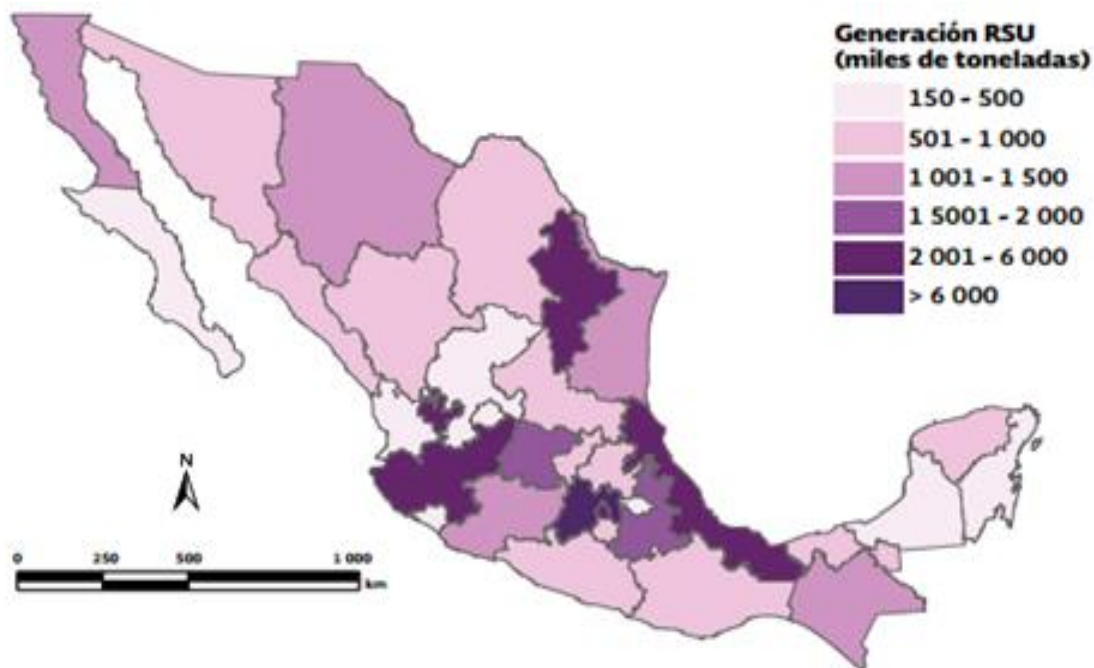 Generación RSU
(miles de toneladas)
150 - 500
501 - 1 000
1 001 - 1 500
1 5001 - 2 000
2 001 - 6 000
> 6 000
N
0 250 500 1 000
km